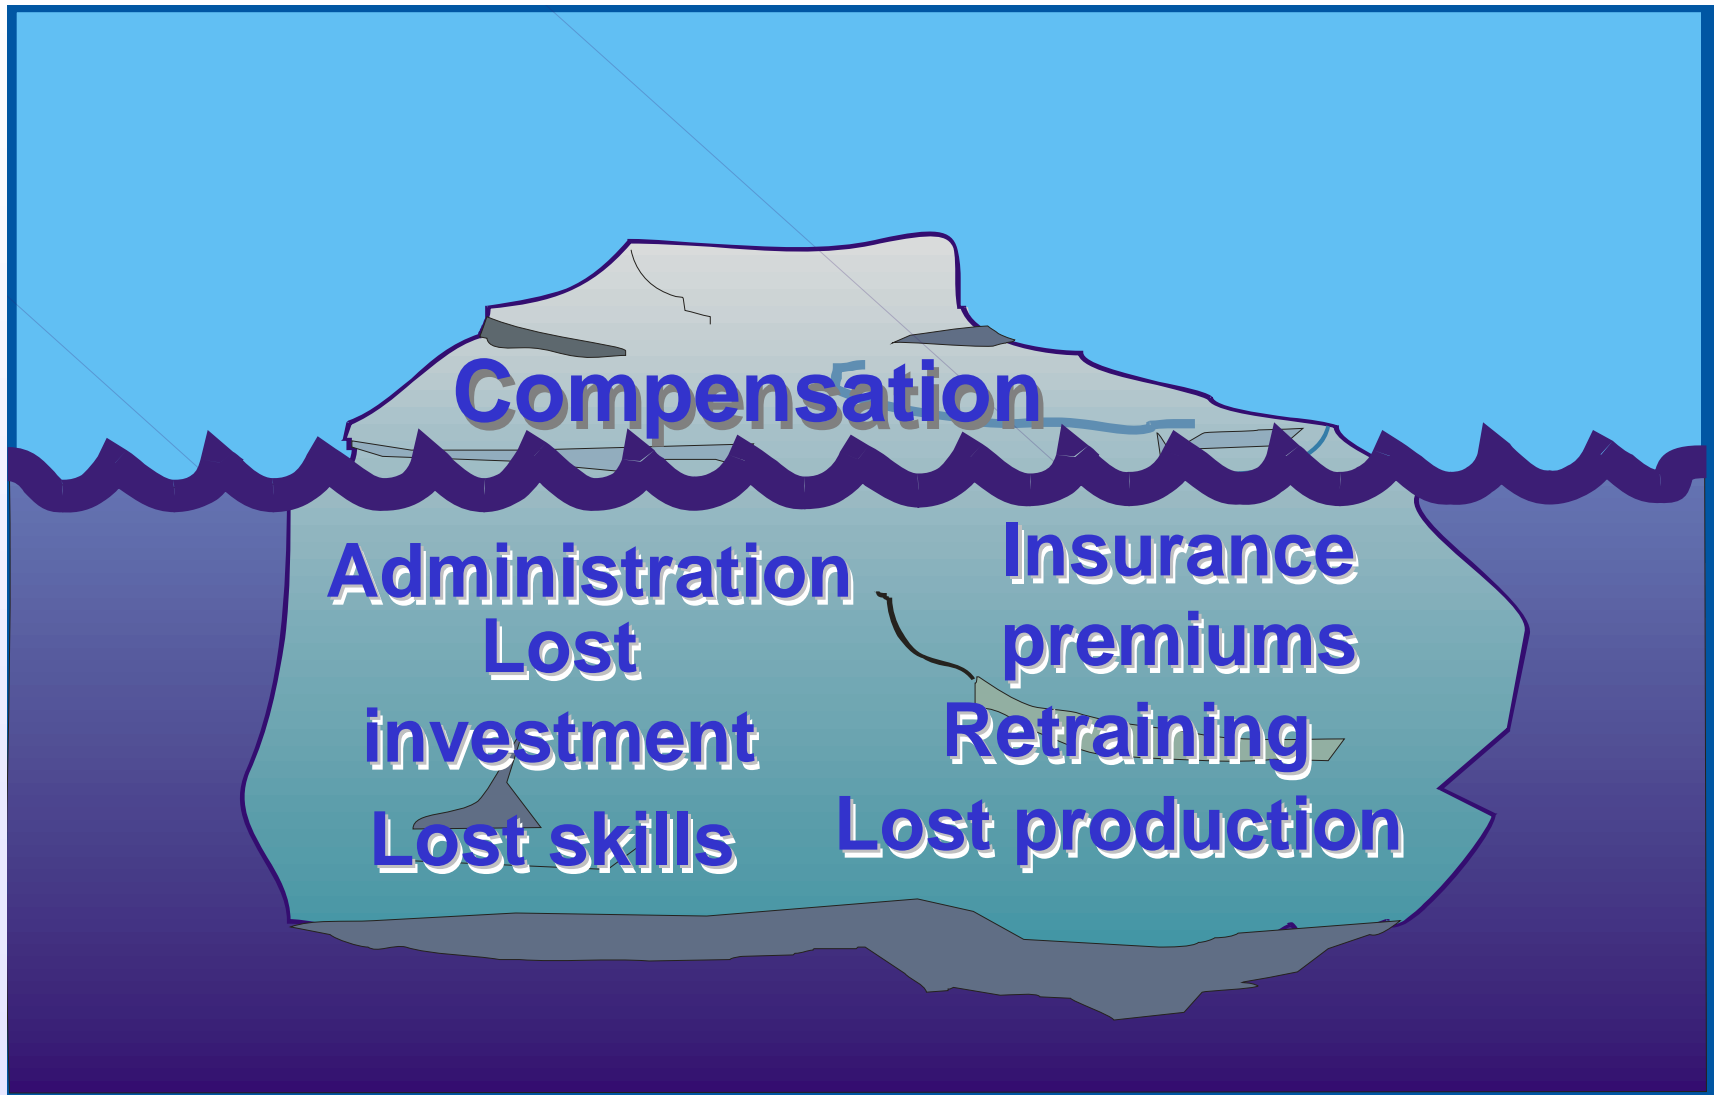 Compensation
Administration
Lost
investment
Lost skills
Insurance
premiums
Retraining
Lost production